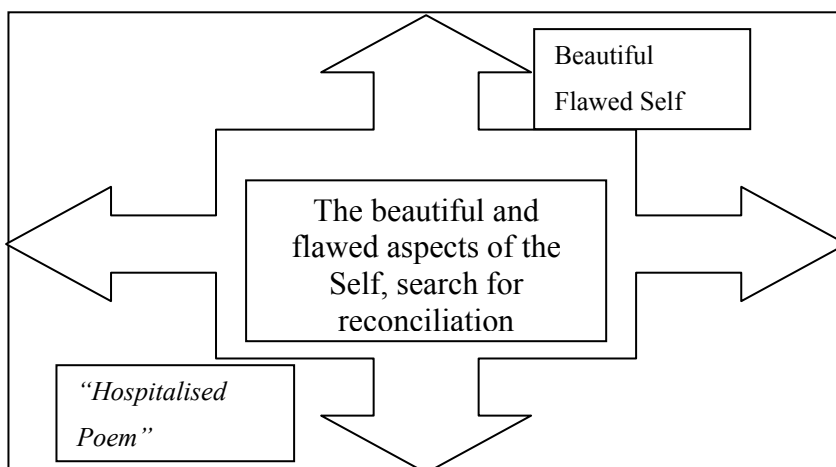 Beautiful
Flawed Self
The beautiful and
flawed aspects of the
Self, search for
reconciliation
“Hospitalised
Poem”